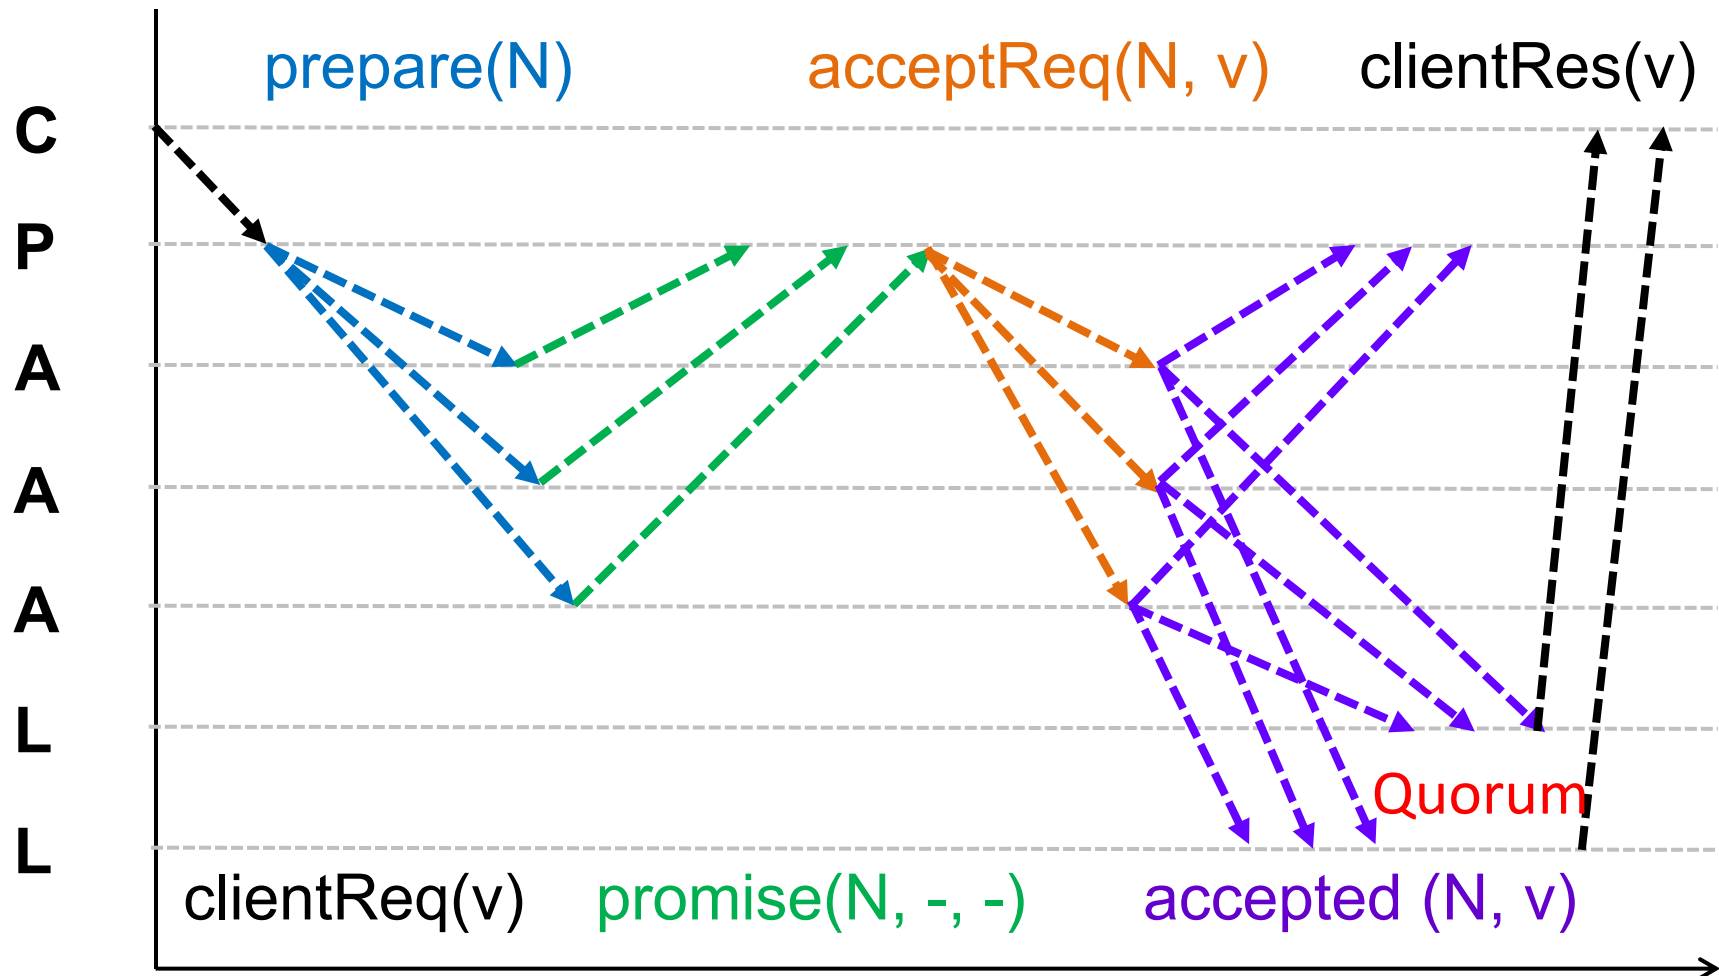 prepare(N) acceptReq(N, v) clientRes(v)
C
P
A
A
A
L
Quorum
L
clientReq(v) promise(N, -, -) accepted (N, v)